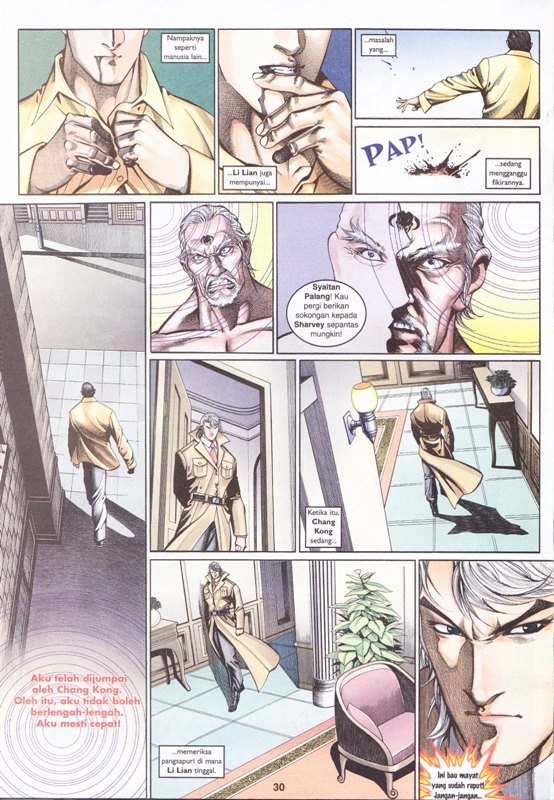 Nampaknya
seperti
manusia lain...
...Li Lian juga
mempunyai...
...masalah
yang...
PAP!
...sedang
mengganggu
fikirannya.
Syaitan
Palang! Kau
pergi berikan
sokongan kepada
Sharvey sepantas
mungkin!
Aku telah dijumpai
oleh Chang Kong.
Oleh itu, aku tidak boleh
berlengah-lengah.
Aku mesti cepat!
Ketika itu,
Chang
Kong
sedang...
...memeriksa
pangsapuri di mana
Li Lian tinggal.
Ini bau mayat
yang sudah reput!
Jangan-jangan...
30